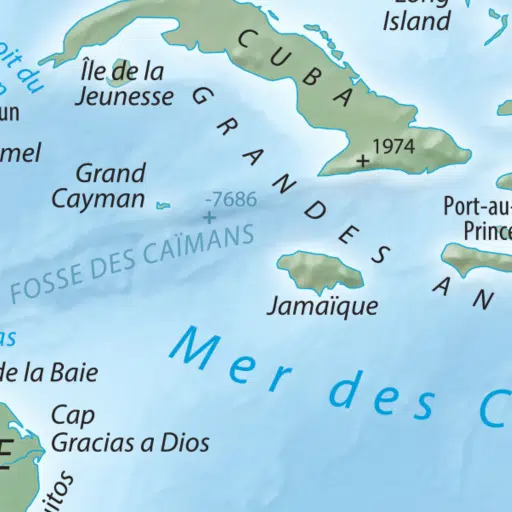 Long
Island
CUBA
oit du
Île de la
Jeunesse
un
mel
1974
Grand
Cayman
-7686
GRANDES AN
Port-au-
Prince
FOSSE DES CAÏMANS
Jamaïque
as
Mer des C
de la Baie
Cap
Gracias a Dios
E
uitos